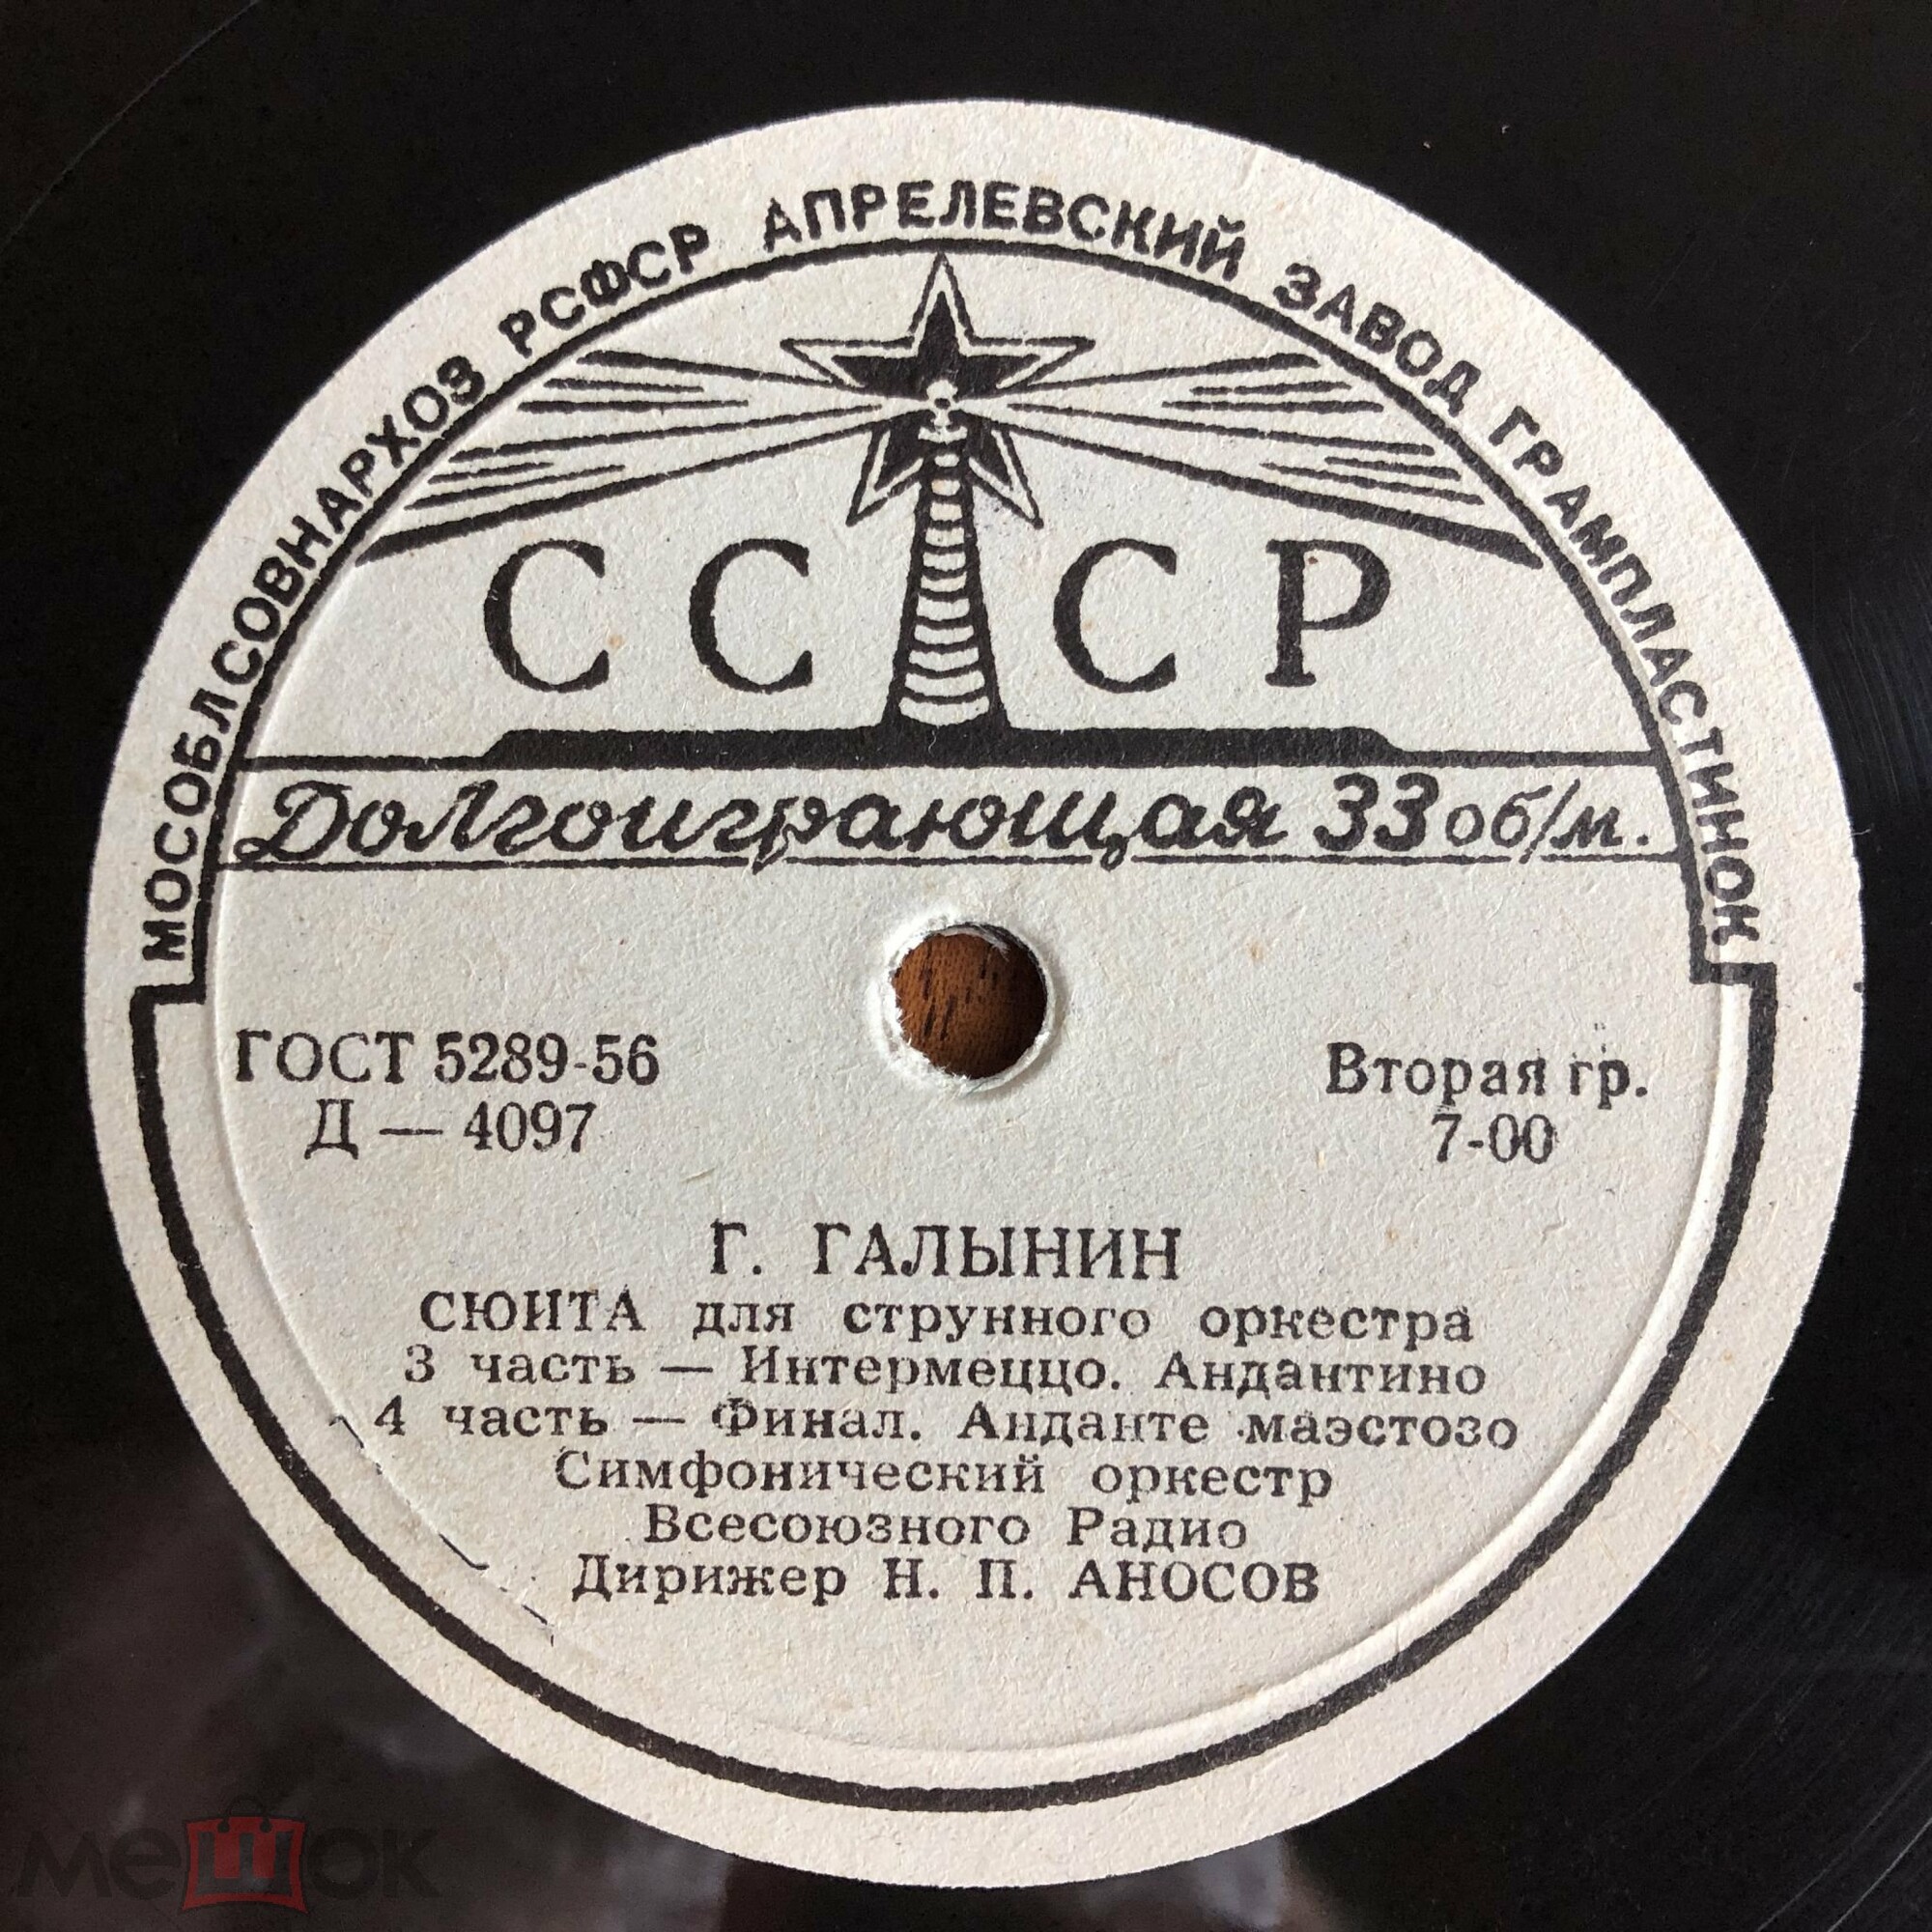 МОСОБЛСОВНАРХОЗ РСФСР АПРЕЛЕВСКИЙ ЗАВОД ГРАМПЛАСТИНОК
СССР
Долгоиграющая 33 об/м.
ГОСТ 5289-56
Д — 4097
Вторая гр.
7-00
Г. ГАЛЫНИН
СЮИТА для струнного оркестра
3 часть — Интермеццо. Андантино
4 часть — Финал. Анданте маэстозо
Симфонический оркестр
Всесоюзного Радио
Дирижер Н. П. АНОСОВ
мешок